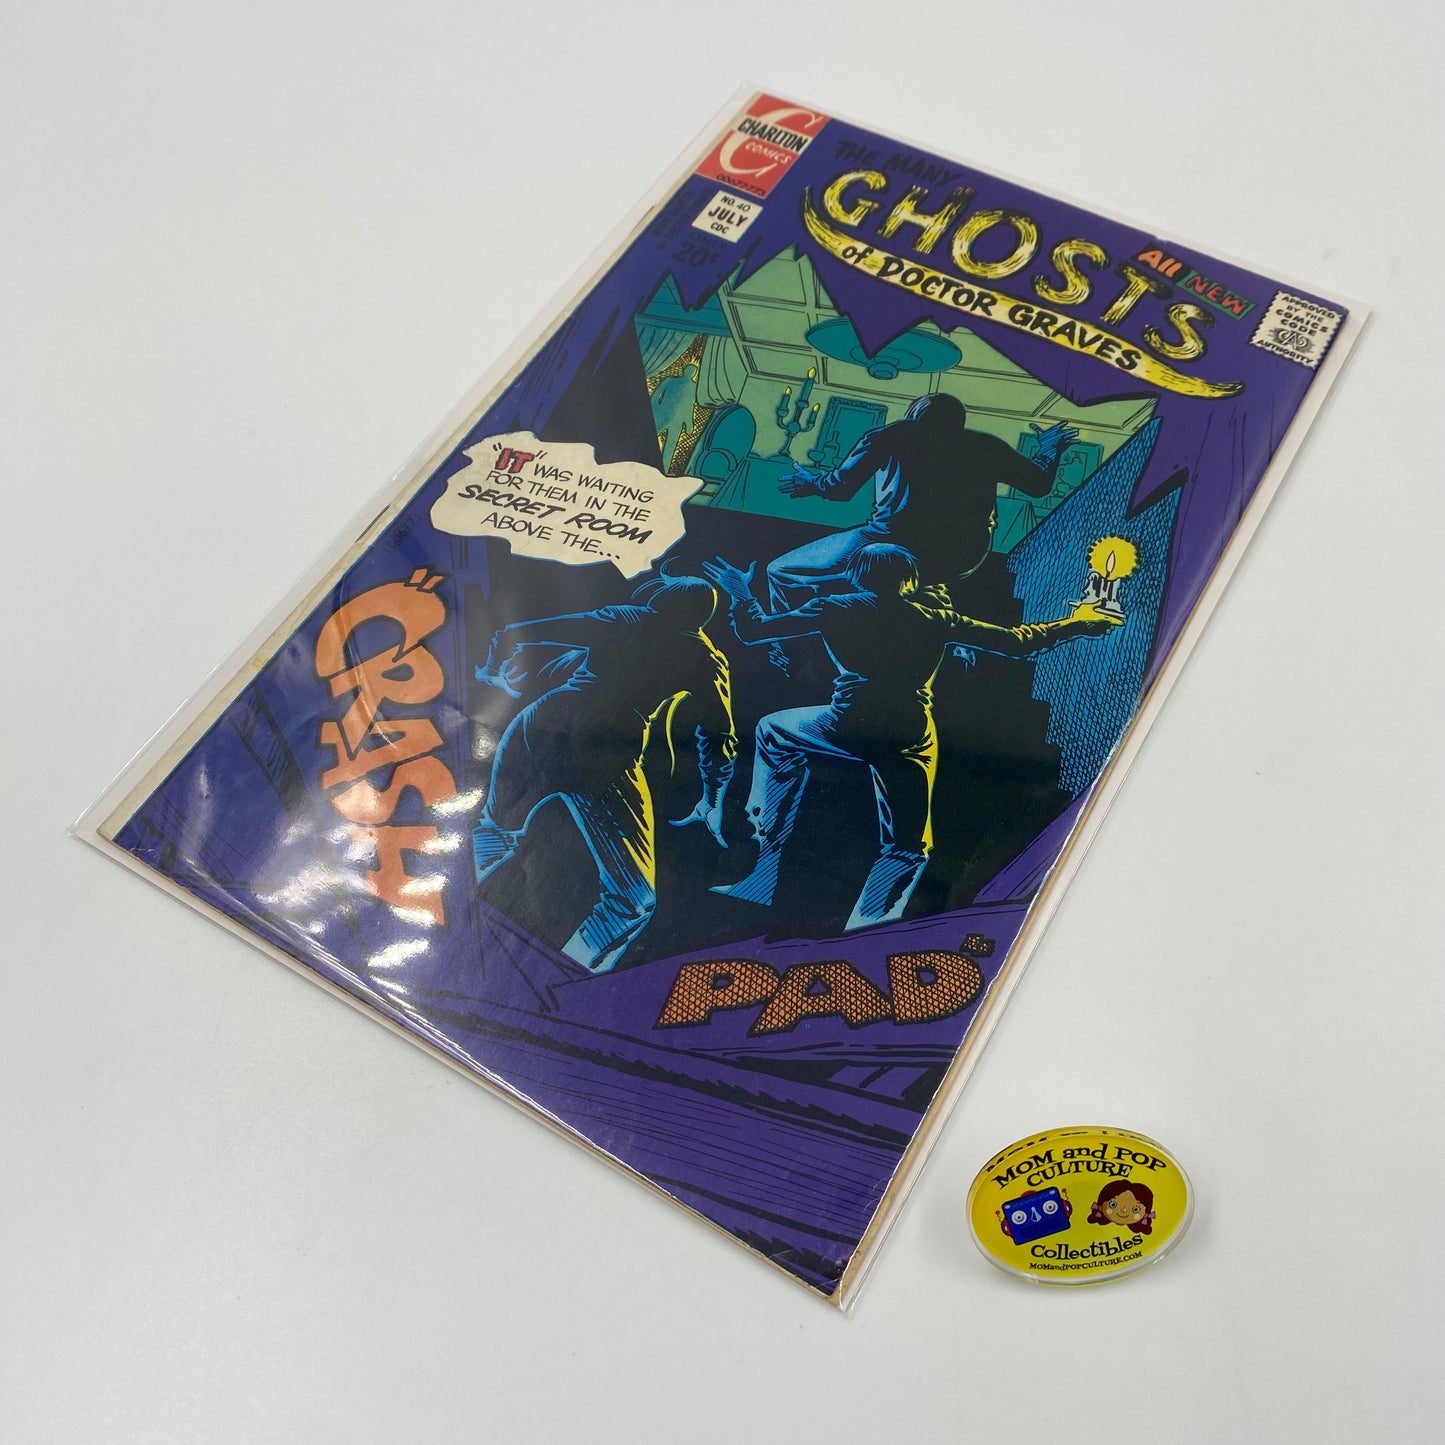 CHARLTON
COMICS
00677773
NO. 40
JULY
CDC
ONLY
20¢
THE MANY
GHOSTS
of DOCTOR GRAVES
All NEW
APPROVED
BY THE
COMICS
CODE
AUTHORITY
"IT" WAS WAITING
FOR THEM IN THE
SECRET ROOM
ABOVE THE...
"CRASH
PAD"
MOM and POP
CULTURE
Collectibles
MOMandPOPCULTURE.COM